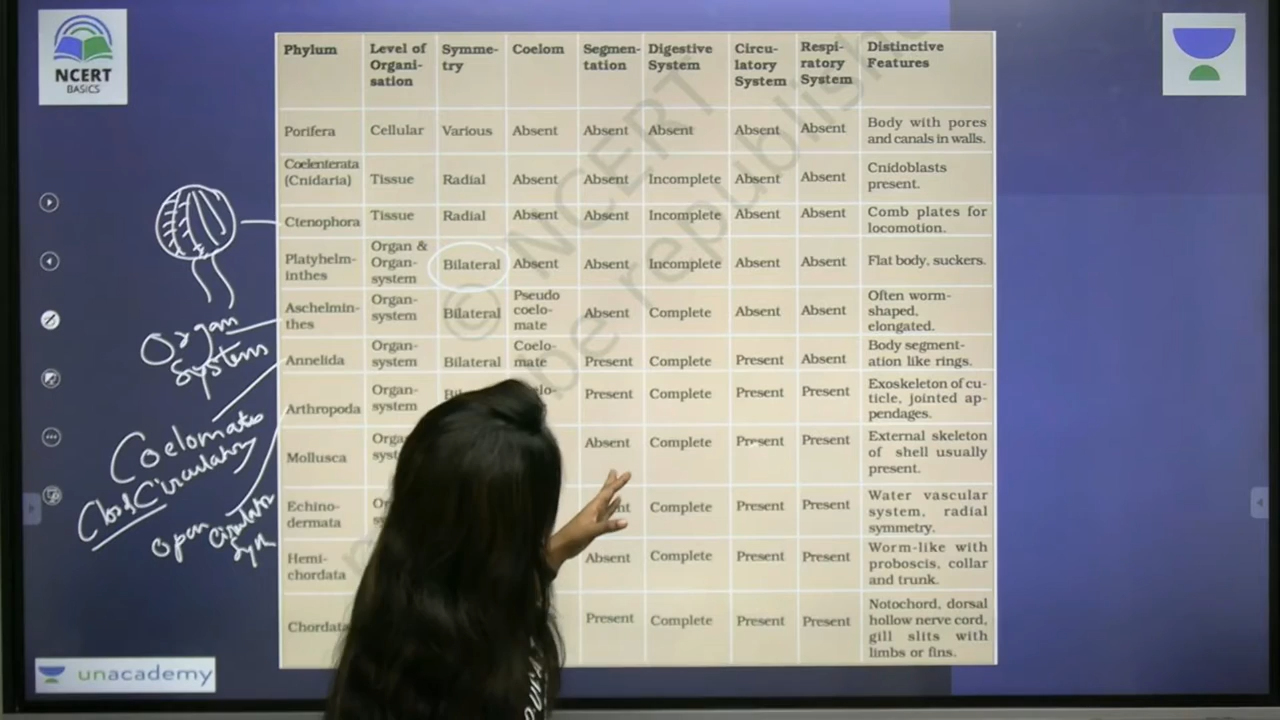 NCERT
BASICS
Phylum
Level of
Organi-
sation
Symme-
try
Coelom
Segmen-
tation
Digestive
System
Circu-
latory
System
Respi-
ratory
System
Distinctive
Features
Porifera
Cellular
Various
Absent
Absent
Absent
Absent
Absent
Body with pores
and canals in walls.
Coelenterata
(Cnidaria)
Tissue
Radial
Absent
Absent
Incomplete
Absent
Absent
Cnidoblasts
present.
Ctenophora
Tissue
Radial
Absent
Absent
Incomplete
Absent
Absent
Comb plates for
locomotion.
Platyhelm-
inthes
Organ &
Organ-
system
Bilateral
Absent
Absent
Incomplete
Absent
Absent
Flat body, suckers.
Aschelmin-
thes
Organ-
system
Bilateral
Pseudo
coelo-
mate
Absent
Complete
Absent
Absent
Often worm-
shaped,
elongated.
Annelida
Organ-
system
Bilateral
Coelo-
mate
Present
Complete
Present
Absent
Body segment-
ation like rings.
Arthropoda
Organ-
system
Present
Complete
Present
Present
Exoskeleton of cu-
ticle, jointed ap-
pendages.
Mollusca
Absent
Complete
Present
Present
External skeleton
of shell usually
present.
Echino-
dermata
Complete
Present
Present
Water vascular
system, radial
symmetry.
Hemi-
chordata
Absent
Complete
Present
Present
Worm-like with
proboscis, collar
and trunk.
Chordata
Present
Complete
Present
Present
Notochord, dorsal
hollow nerve cord,
gill slits with
limbs or fins.
© NCERT
be republished
Organ
Systems
Coelomates
Closed Circulatory
open circulatory
unacademy